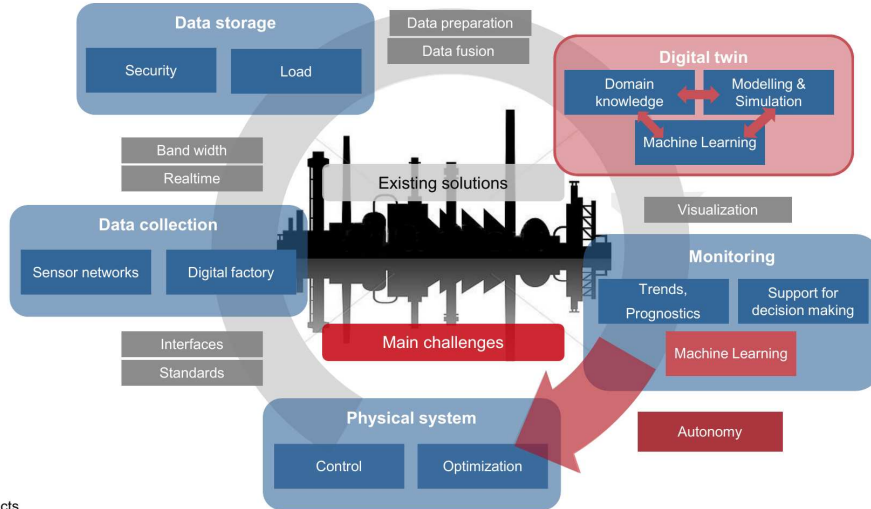 Data storage
Security
Load
Data preparation
Data fusion
Digital twin
Domain
knowledge
Modelling &
Simulation
Machine Learning
Band width
Realtime
Existing solutions
Visualization
Data collection
Sensor networks
Digital factory
Monitoring
Trends,
Prognostics
Support for
decision making
Machine Learning
Interfaces
Standards
Main challenges
Physical system
Control
Optimization
Autonomy
cts